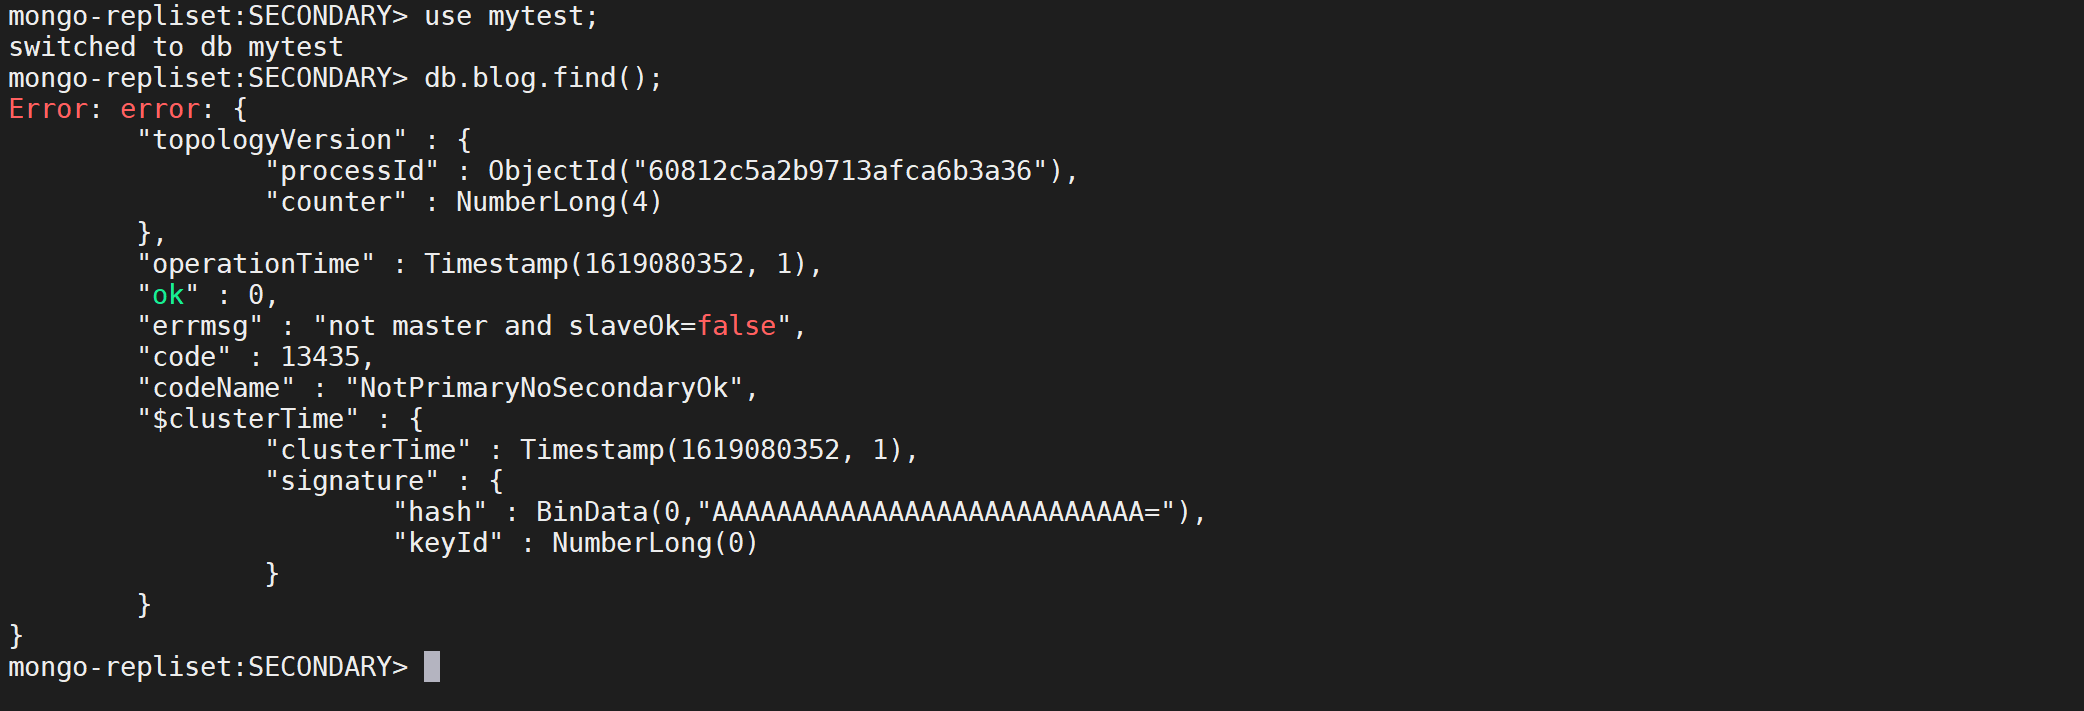 mongo-repliset:SECONDARY> use mytest;
switched to db mytest
mongo-repliset:SECONDARY> db.blog.find();
Error: error: {
        "topologyVersion" : {
                "processId" : ObjectId("60812c5a2b9713afca6b3a36"),
                "counter" : NumberLong(4)
        },
        "operationTime" : Timestamp(1619080352, 1),
        "ok" : 0,
        "errmsg" : "not master and slaveOk=false",
        "code" : 13435,
        "codeName" : "NotPrimaryNoSecondaryOk",
        "$clusterTime" : {
                "clusterTime" : Timestamp(1619080352, 1),
                "signature" : {
                        "hash" : BinData(0,"AAAAAAAAAAAAAAAAAAAAAAAAAAA="),
                        "keyId" : NumberLong(0)
                }
        }
}
mongo-repliset:SECONDARY>